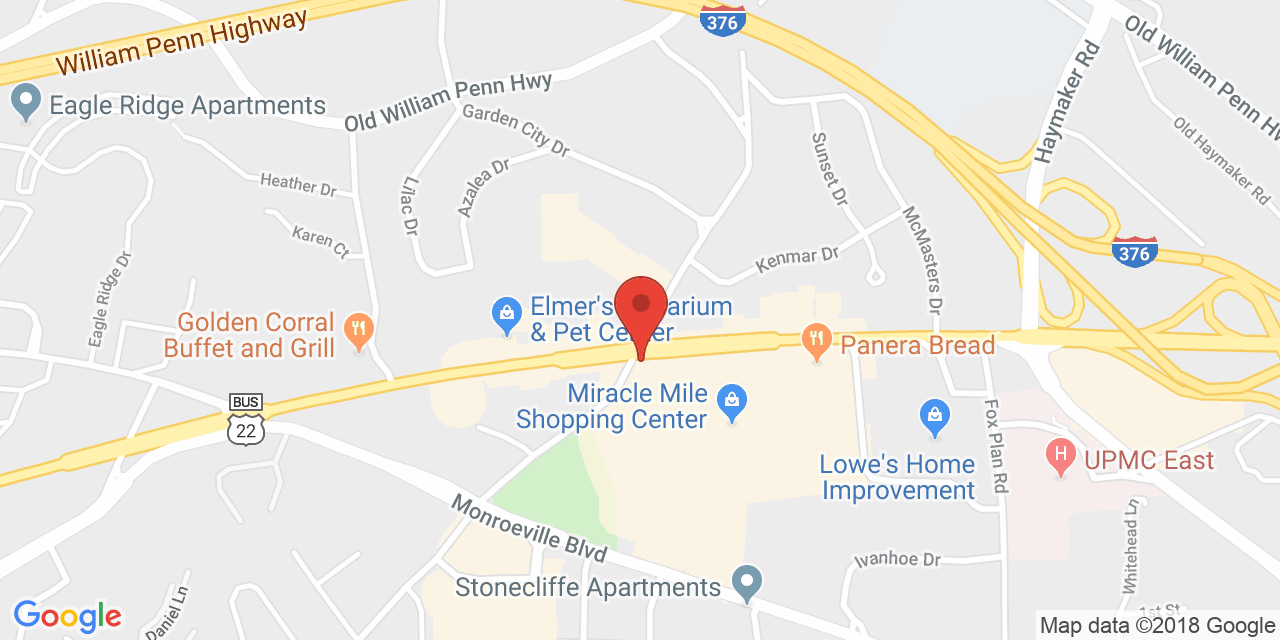 William Penn Highway
376
Old William Penn Hwy
Haymaker Rd
Eagle Ridge Apartments
Old William Penn Hwy
Garden City Dr
Old Haymaker Rd
Sunset Dr
Azalea Dr
Heather Dr
Lilac Dr
McMasters Dr
Karen Ct
Kenmar Dr
376
Eagle Ridge Dr
Golden Corral
Buffet and Grill
Elmer's
& Pet Center
Panera Bread
BUS
22
Miracle Mile
Shopping Center
Fox Plan Rd
Lowe's Home
Improvement
H
UPMC East
Monroeville Blvd
Whitehead Ln
Ivanhoe Dr
Stonecliffe Apartments
Daniel Ln
1st St
Google
Map data ©2018 Google